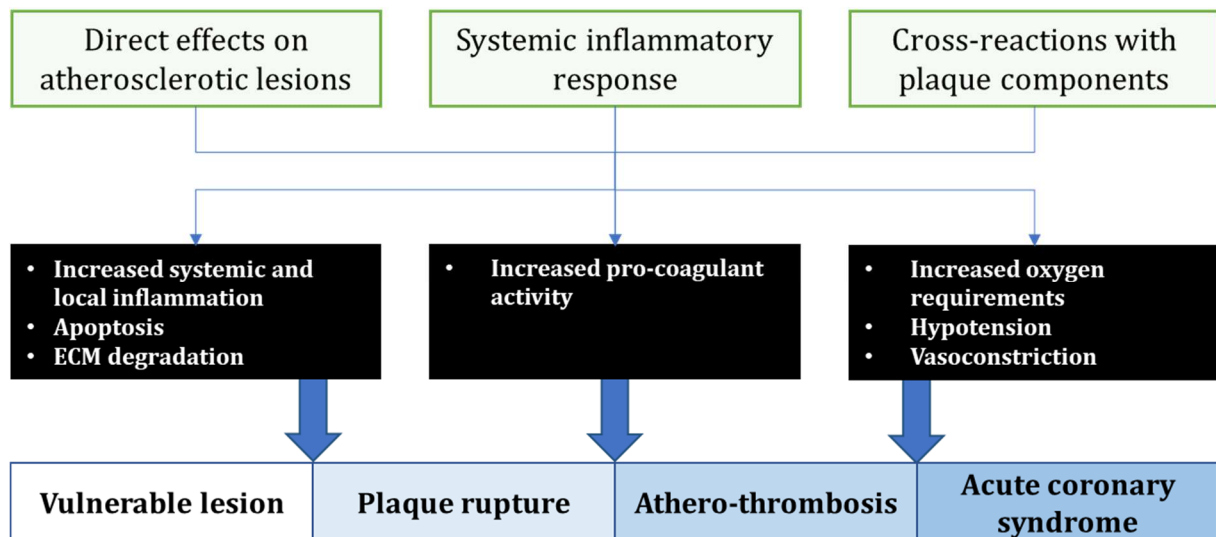 Direct effects on
atherosclerotic lesions
Systemic inflammatory
response
Cross-reactions with
plaque components
• Increased systemic and
local inflammation
• Apoptosis
• ECM degradation
• Increased pro-coagulant
activity
• Increased oxygen
requirements
• Hypotension
• Vasoconstriction
Vulnerable lesion
Plaque rupture
Athero-thrombosis
Acute coronary
syndrome